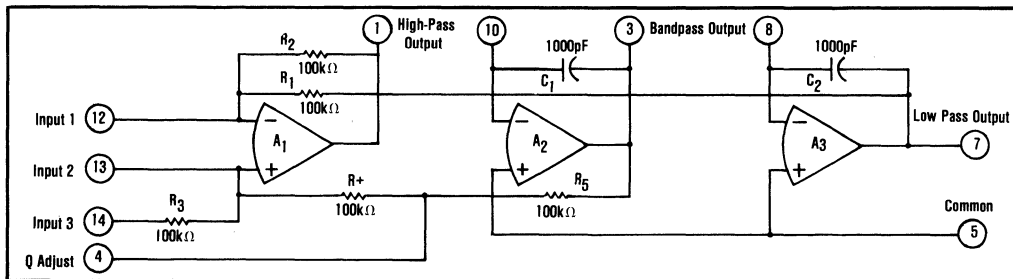 1
High-Pass
Output
10
3
Bandpass Output
8
R2
100kΩ
R1
100kΩ
1000pF
C1
1000pF
C2
Input 1
12
−
A1
+
−
A2
+
−
A3
+
Low Pass Output
7
Input 2
13
R+
100kΩ
R5
100kΩ
Input 3
14
R3
100kΩ
Common
5
Q Adjust
4